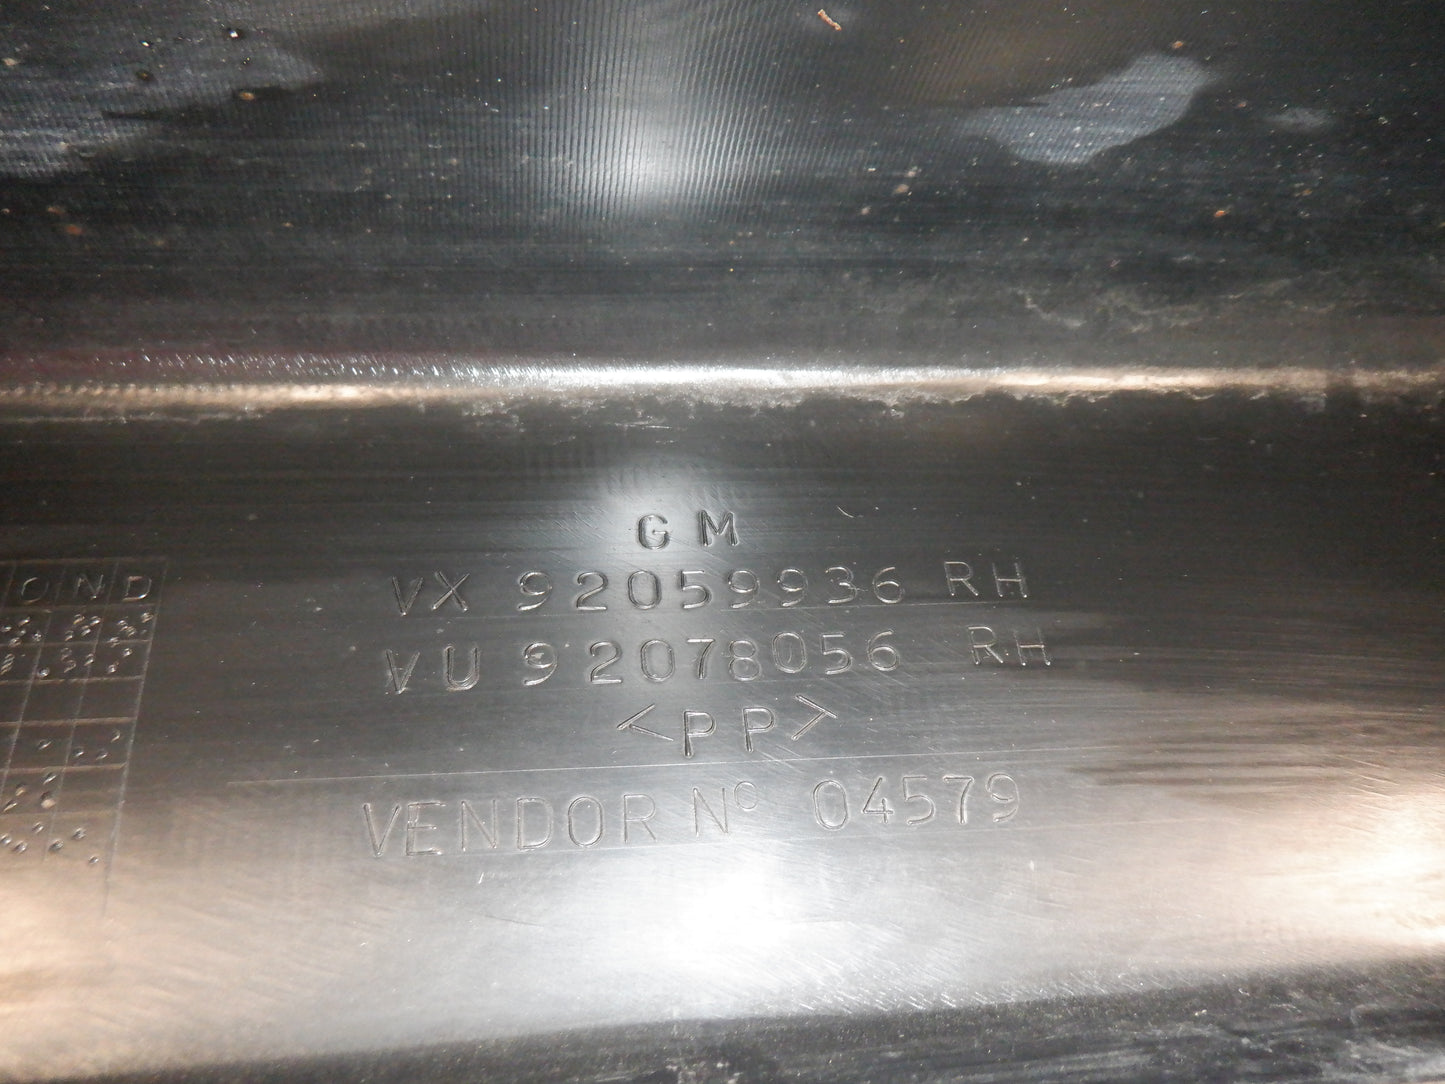 GM
VX 92059936 RH
VU 92078056 RH
<PP>
VENDOR Nº 04579
O N D